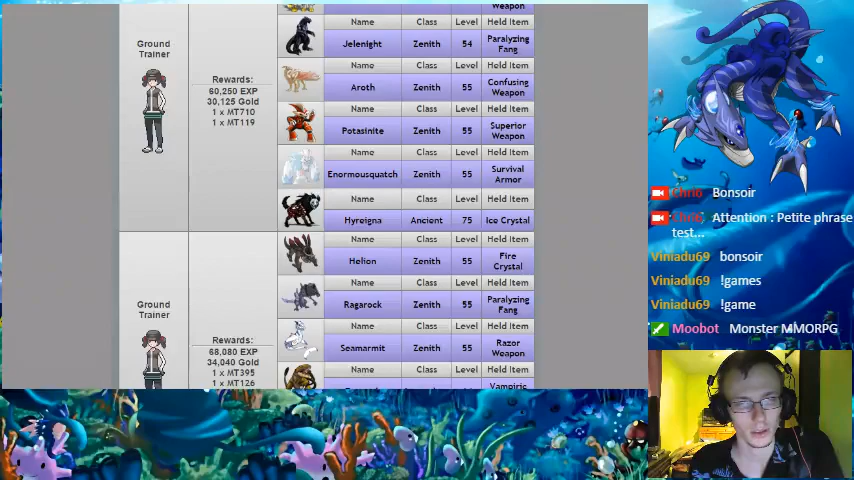 Weapon
Name Class Level Held Item
Jelenight Zenith 54 Paralyzing
Fang
Ground
Trainer
Rewards:
60,250 EXP
30,125 Gold
1 x MT710
1 x MT119
Name Class Level Held Item
Aroth Zenith 55 Confusing
Weapon
Name Class Level Held Item
Potasinite Zenith 55 Superior
Weapon
Name Class Level Held Item
Enormousquatch Zenith 55 Survival
Armor
Name Class Level Held Item
Hyreigna Ancient 75 Ice Crystal
Name Class Level Held Item
Helion Zenith 55 Fire
Crystal
Name Class Level Held Item
Ragarock Zenith 55 Paralyzing
Fang
Ground
Trainer
Rewards:
68,080 EXP
34,040 Gold
1 x MT395
1 x MT126
Name Class Level Held Item
Seamarmit Zenith 55 Razor
Weapon
Name Class Level Held Item
Vampiric
Chri6 Bonsoir
Chri6 Attention : Petite phrase
test...
Viniadu69 bonsoir
Viniadu69 !games
Viniadu69 !game
Moobot Monster MMORPG